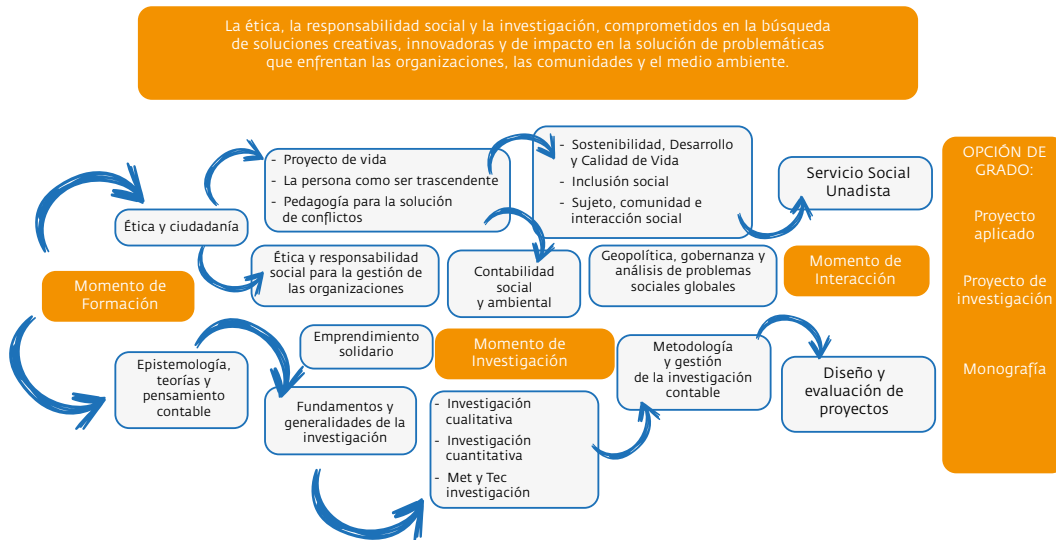 La ética, la responsabilidad social y la investigación, comprometidos en la búsqueda
de soluciones creativas, innovadoras y de impacto en la solución de problemáticas
que enfrentan las organizaciones, las comunidades y el medio ambiente.
Ética y ciudadanía
- Proyecto de vida
- La persona como ser trascendente
- Pedagogía para la solución
de conflictos
- Sostenibilidad, Desarrollo
y Calidad de Vida
- Inclusión social
- Sujeto, comunidad e
interacción social
Servicio Social
Unadista
Momento de
Formación
Ética y responsabilidad
social para la gestión de
las organizaciones
Contabilidad
social
y ambiental
Geopolítica, gobernanza y
análisis de problemas
sociales globales
Momento de
Interacción
Epistemología,
teorías y
pensamiento
contable
Emprendimiento
solidario
Momento de
Investigación
Metodología
y gestión
de la investigación
contable
Fundamentos y
generalidades de la
investigación
- Investigación
cualitativa
- Investigación
cuantitativa
- Met y Tec
investigación
Diseño y
evaluación de
proyectos
OPCIÓN DE
GRADO:
Proyecto
aplicado
Proyecto de
investigación
Monografía